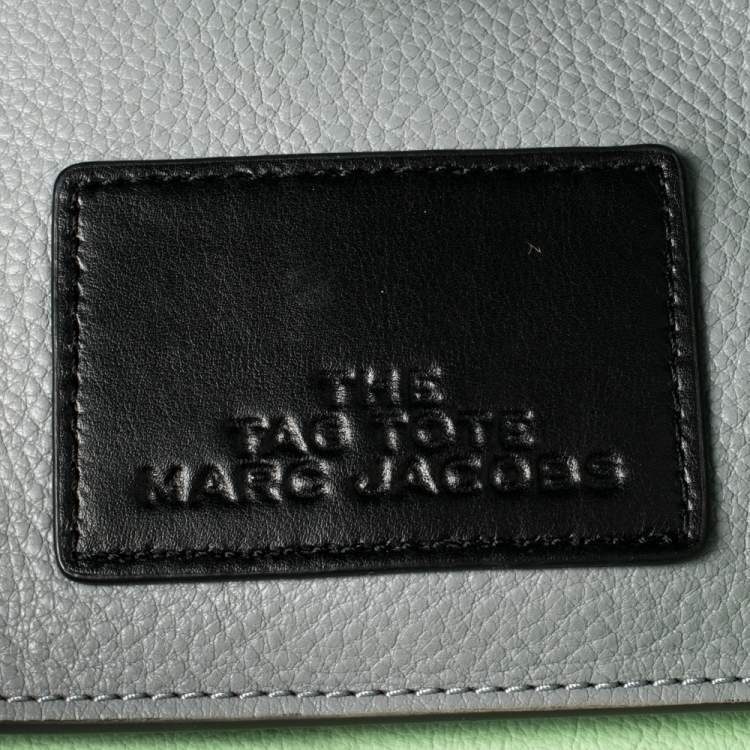 THE
TAG TOTE
MARC JACOBS